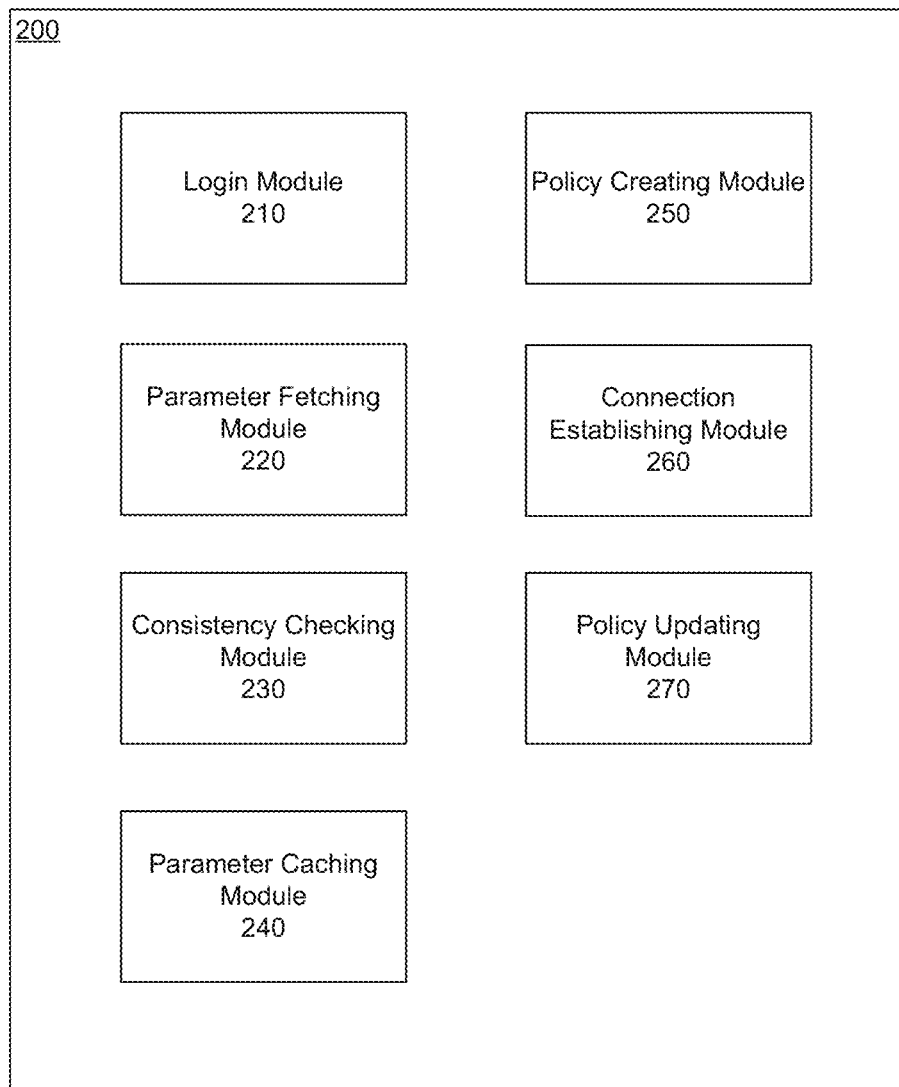 200
Login Module
210
Policy Creating Module
250
Parameter Fetching
Module
220
Connection
Establishing Module
260
Consistency Checking
Module
230
Policy Updating
Module
270
Parameter Caching
Module
240